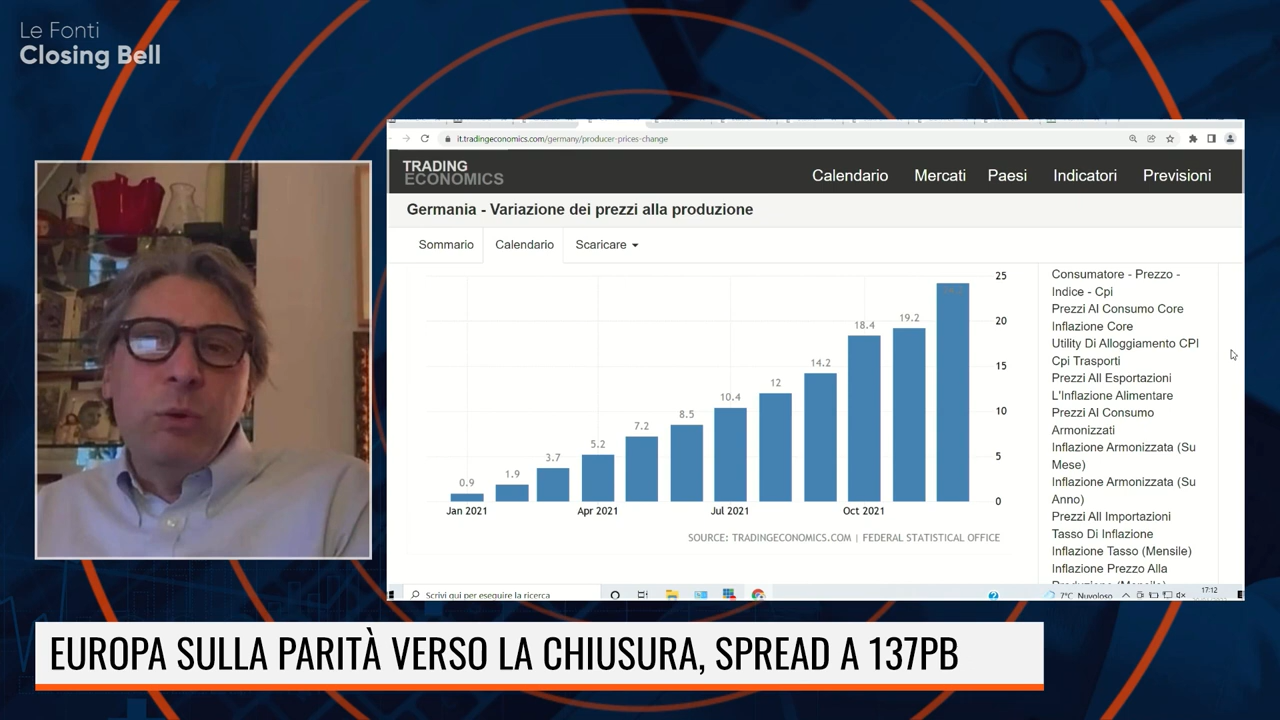 Le Fonti
Closing Bell
it.tradingeconomics.com/germany/producer-prices-change
TRADING
ECONOMICS
Calendario Mercati Paesi Indicatori Previsioni
Germania - Variazione dei prezzi alla produzione
Sommario Calendario Scaricare
25
20
15
10
5
0
0.9
1.9
3.7
5.2
7.2
8.5
10.4
12
14.2
18.4
19.2
Jan 2021 Apr 2021 Jul 2021 Oct 2021
SOURCE: TRADINGECONOMICS.COM | FEDERAL STATISTICAL OFFICE
Consumatore - Prezzo -
Indice - Cpi
Prezzi Al Consumo Core
Inflazione Core
Utility Di Alloggiamento CPI
Cpi Trasporti
Prezzi All Esportazioni
L'Inflazione Alimentare
Prezzi Al Consumo
Armonizzati
Inflazione Armonizzata (Su
Mese)
Inflazione Armonizzata (Su
Anno)
Prezzi All Importazioni
Tasso Di Inflazione
Inflazione Tasso (Mensile)
Inflazione Prezzo Alla
Produzione (Mensile)
Scrivi qui per eseguire la ricerca
7°C Nuvoloso
17:12
EUROPA SULLA PARITÀ VERSO LA CHIUSURA, SPREAD A 137PB